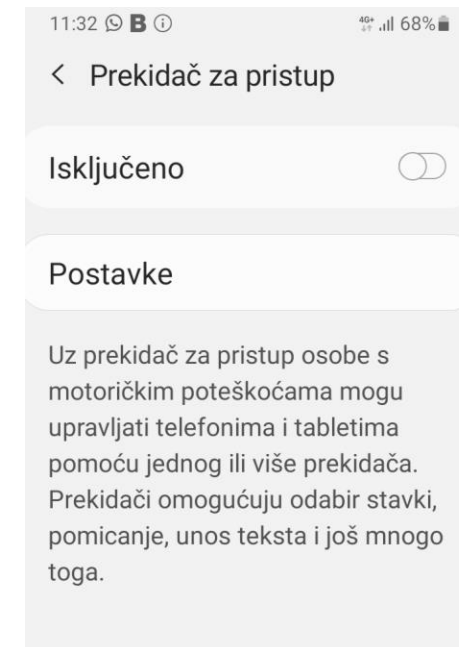 11:32 B 4G+ 68%
Prekidač za pristup
Isključeno
Postavke
Uz prekidač za pristup osobe s
motoričkim poteškoćama mogu
upravljati telefonima i tabletima
pomoću jednog ili više prekidača.
Prekidači omogućuju odabir stavki,
pomicanje, unos teksta i još mnogo
toga.